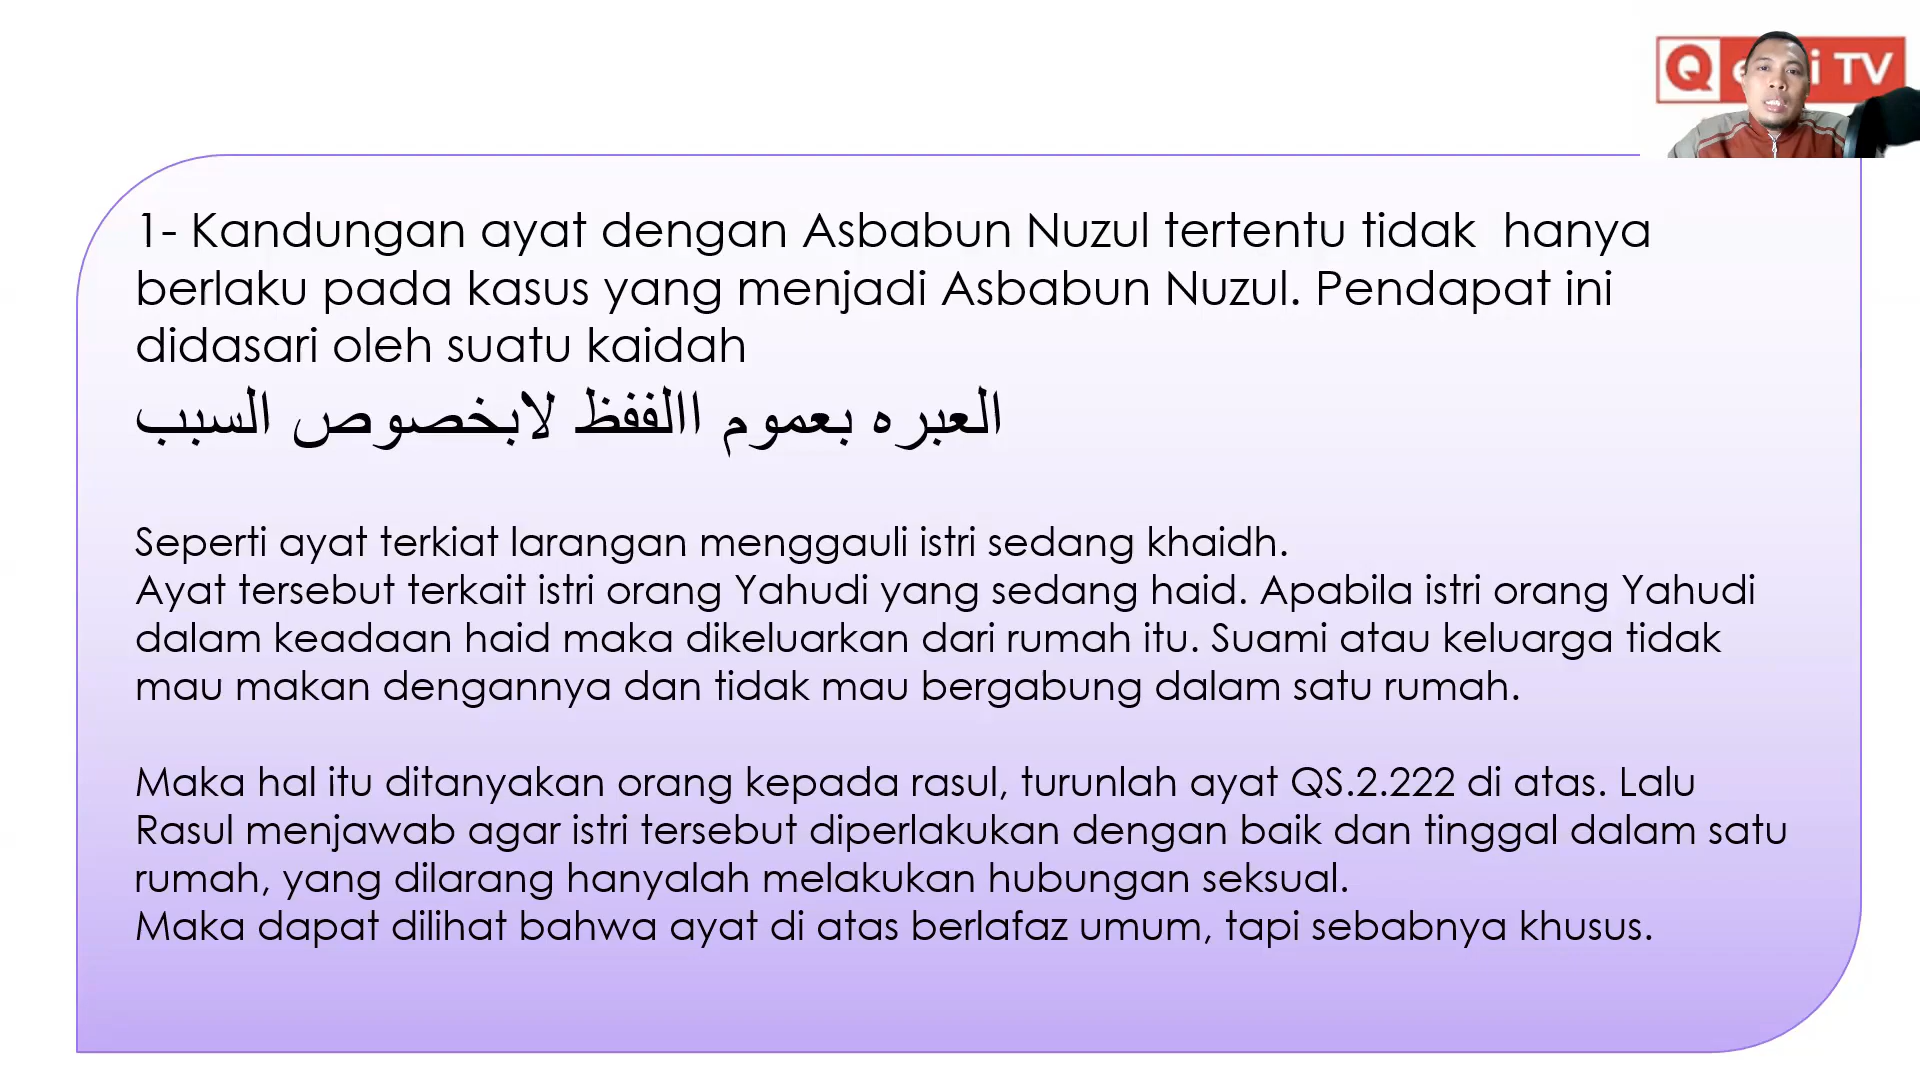 Q e i TV
1- Kandungan ayat dengan Asbabun Nuzul tertentu tidak hanya
berlaku pada kasus yang menjadi Asbabun Nuzul. Pendapat ini
didasari oleh suatu kaidah
العبره بعموم االلففظ لابخصوص السبب
Seperti ayat terkiat larangan menggauli istri sedang khaidh.
Ayat tersebut terkait istri orang Yahudi yang sedang haid. Apabila istri orang Yahudi
dalam keadaan haid maka dikeluarkan dari rumah itu. Suami atau keluarga tidak
mau makan dengannya dan tidak mau bergabung dalam satu rumah.
Maka hal itu ditanyakan orang kepada rasul, turunlah ayat QS.2.222 di atas. Lalu
Rasul menjawab agar istri tersebut diperlakukan dengan baik dan tinggal dalam satu
rumah, yang dilarang hanyalah melakukan hubungan seksual.
Maka dapat dilihat bahwa ayat di atas berlafaz umum, tapi sebabnya khusus.